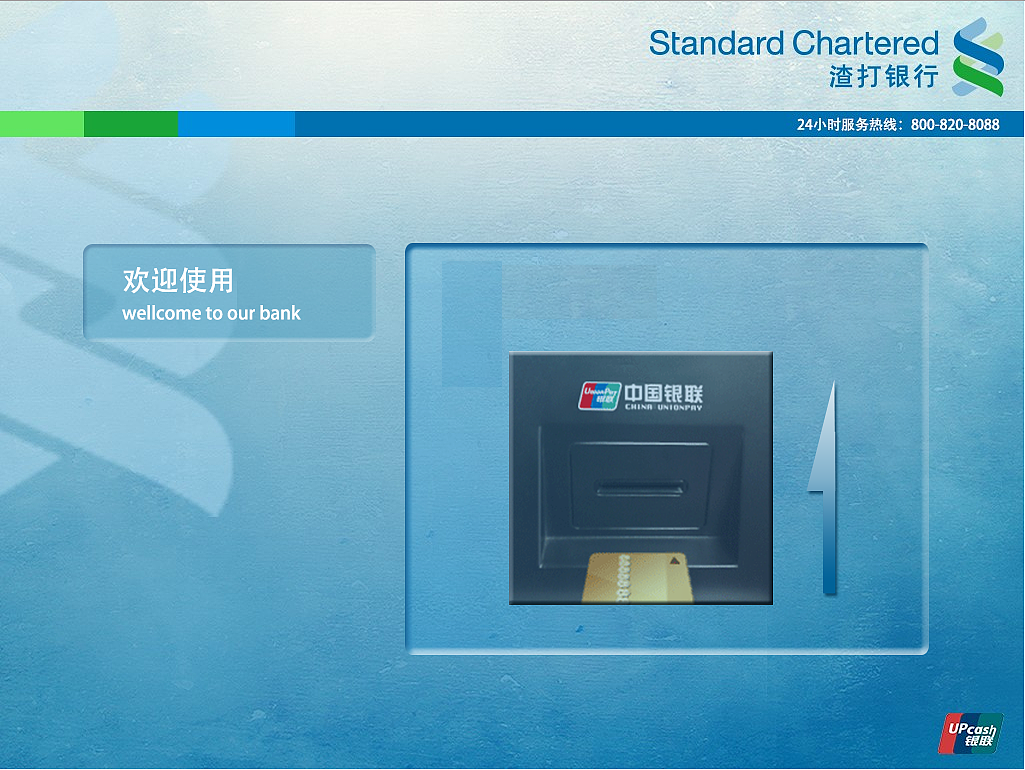 Standard Chartered
渣打银行
24小时服务热线：800-820-8088
欢迎使用
wellcome to our bank
UnionPay
银联
中国银联
CHINA UNIONPAY
UPcash
银联